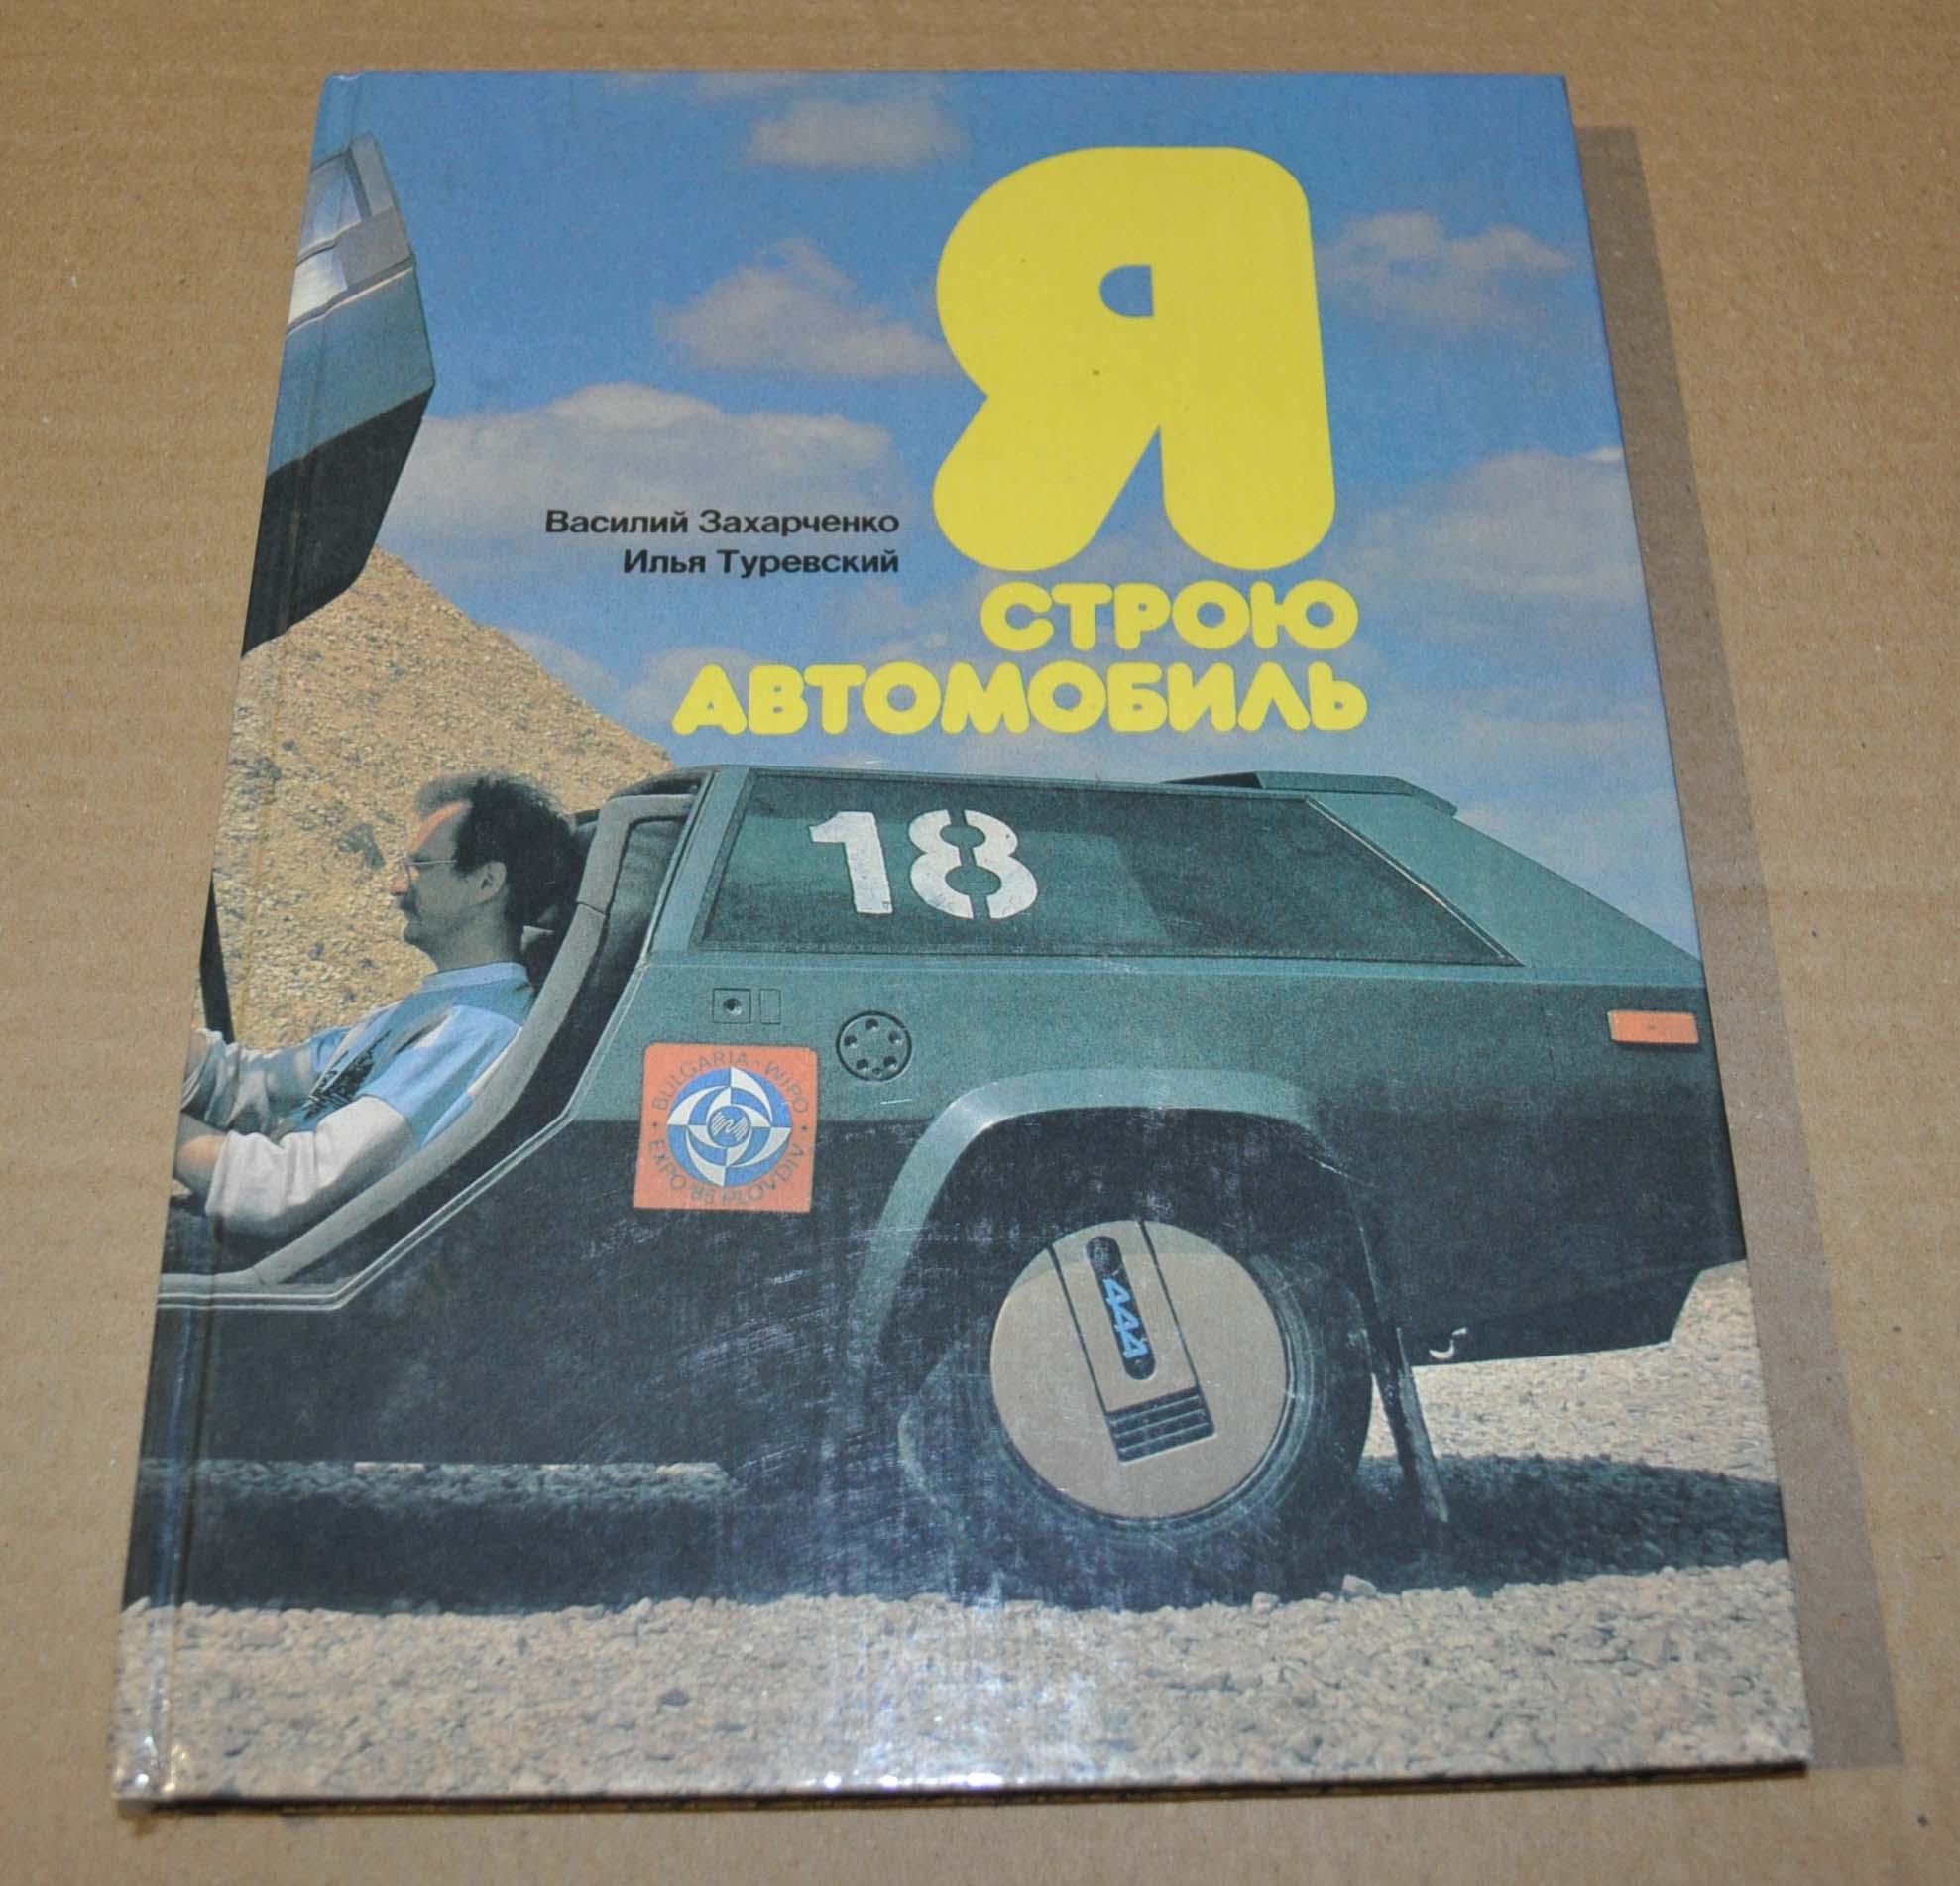 Я
Василий Захарченко
Илья Туревский
СТРОЮ
АВТОМОБИЛЬ
18
BULGARIA - WIPO
• EXPO '85 PLOVDIV •